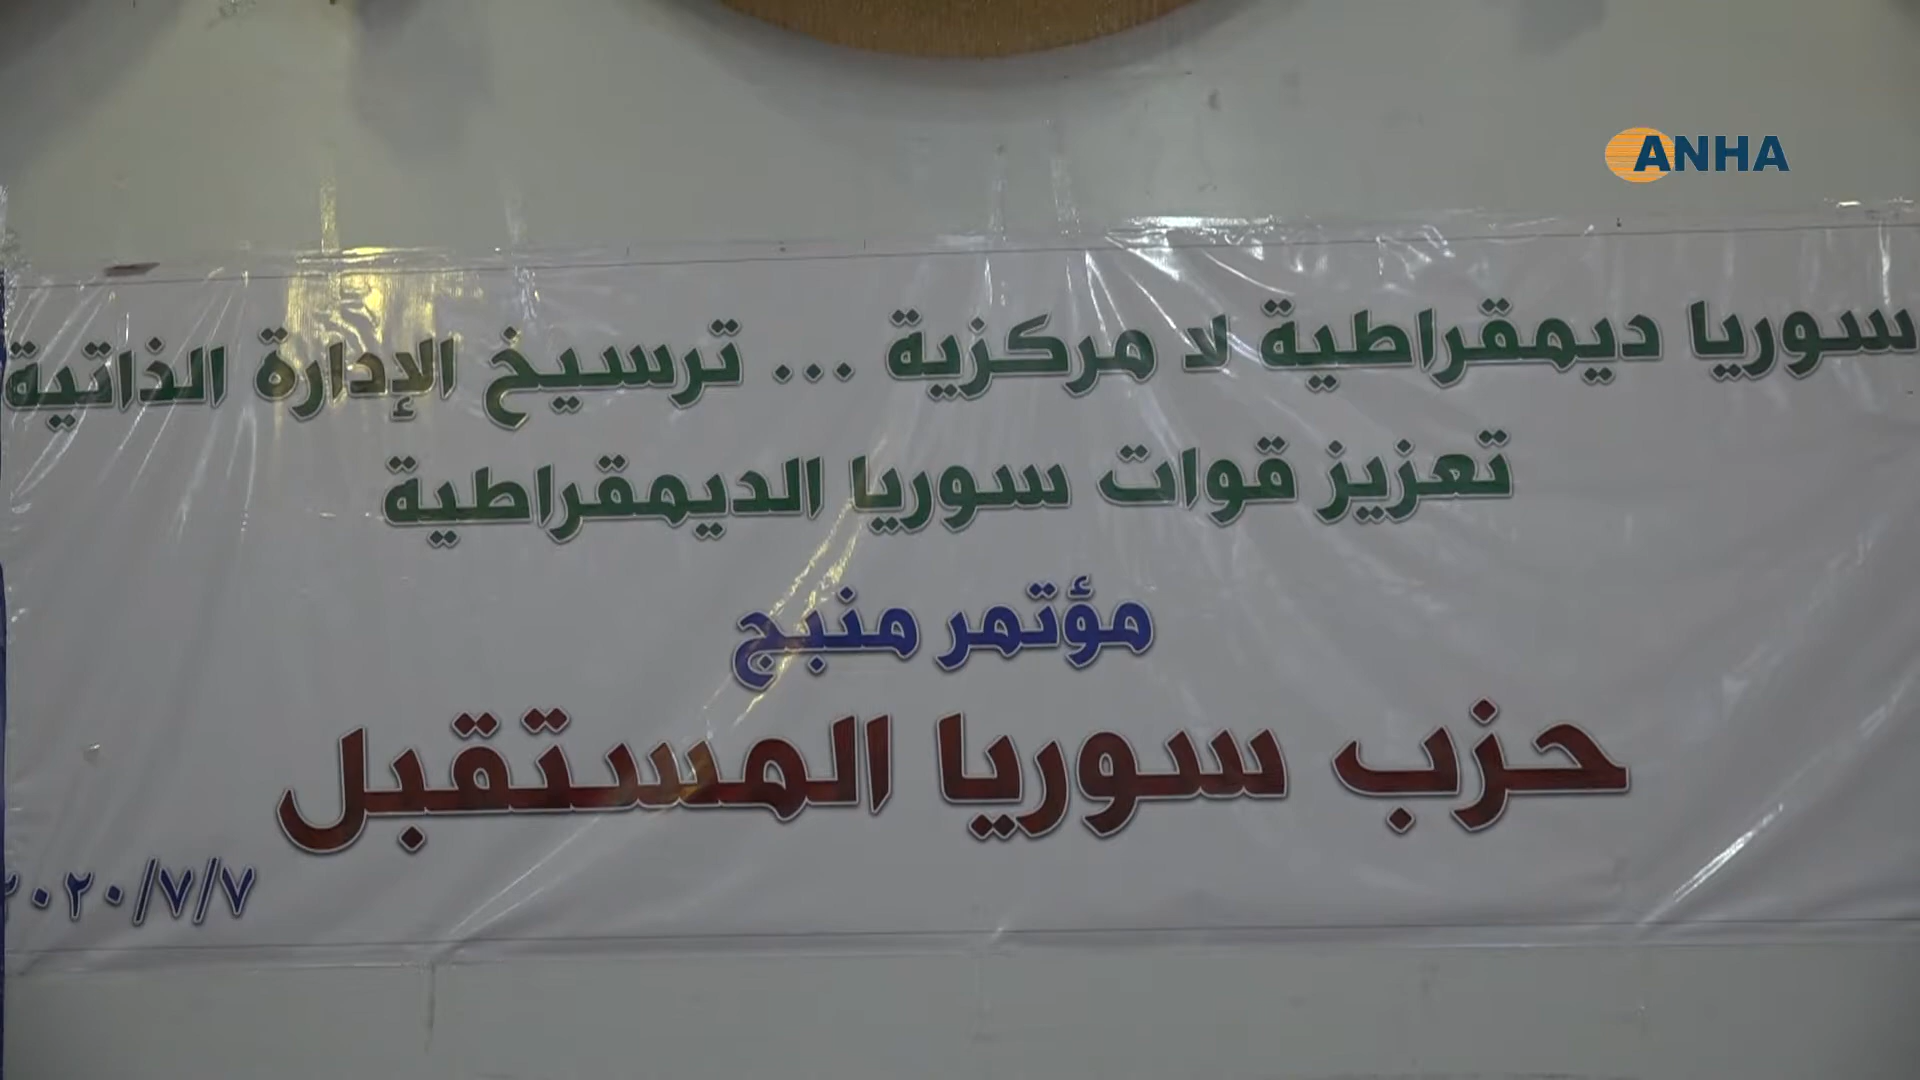 ANHA
سوريا ديمقراطية لا مركزية ... ترسيخ الإدارة الذاتية
تعزيز قوات سوريا الديمقراطية
مؤتمر منبج
حزب سوريا المستقبل
٢٠٢٠/٧/٧